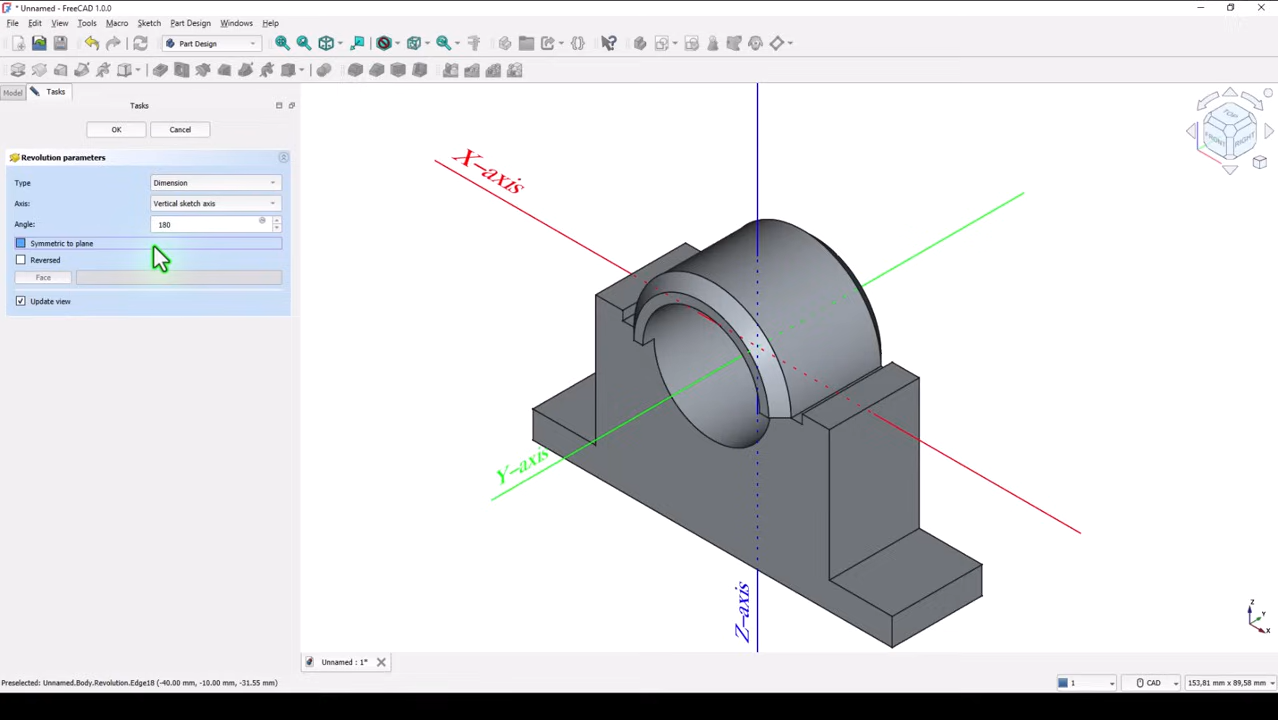 * Unnamed - FreeCAD 1.0.0
File Edit View Tools Macro Sketch Part Design Windows Help
Part Design
Model Tasks
Tasks
OK Cancel
Revolution parameters
Type Dimension
Axis: Vertical sketch axis
Angle: 180
Symmetric to plane
Reversed
Face
Update view
X-axis
Y-axis
Z-axis
TOP
FRONT RIGHT
Z
Y
X
Unnamed : 1*
Preselected: Unnamed.Body.Revolution.Edge18 (-40.00 mm, -10.00 mm, -31.55 mm)
1 CAD 153,81 mm x 89,58 mm